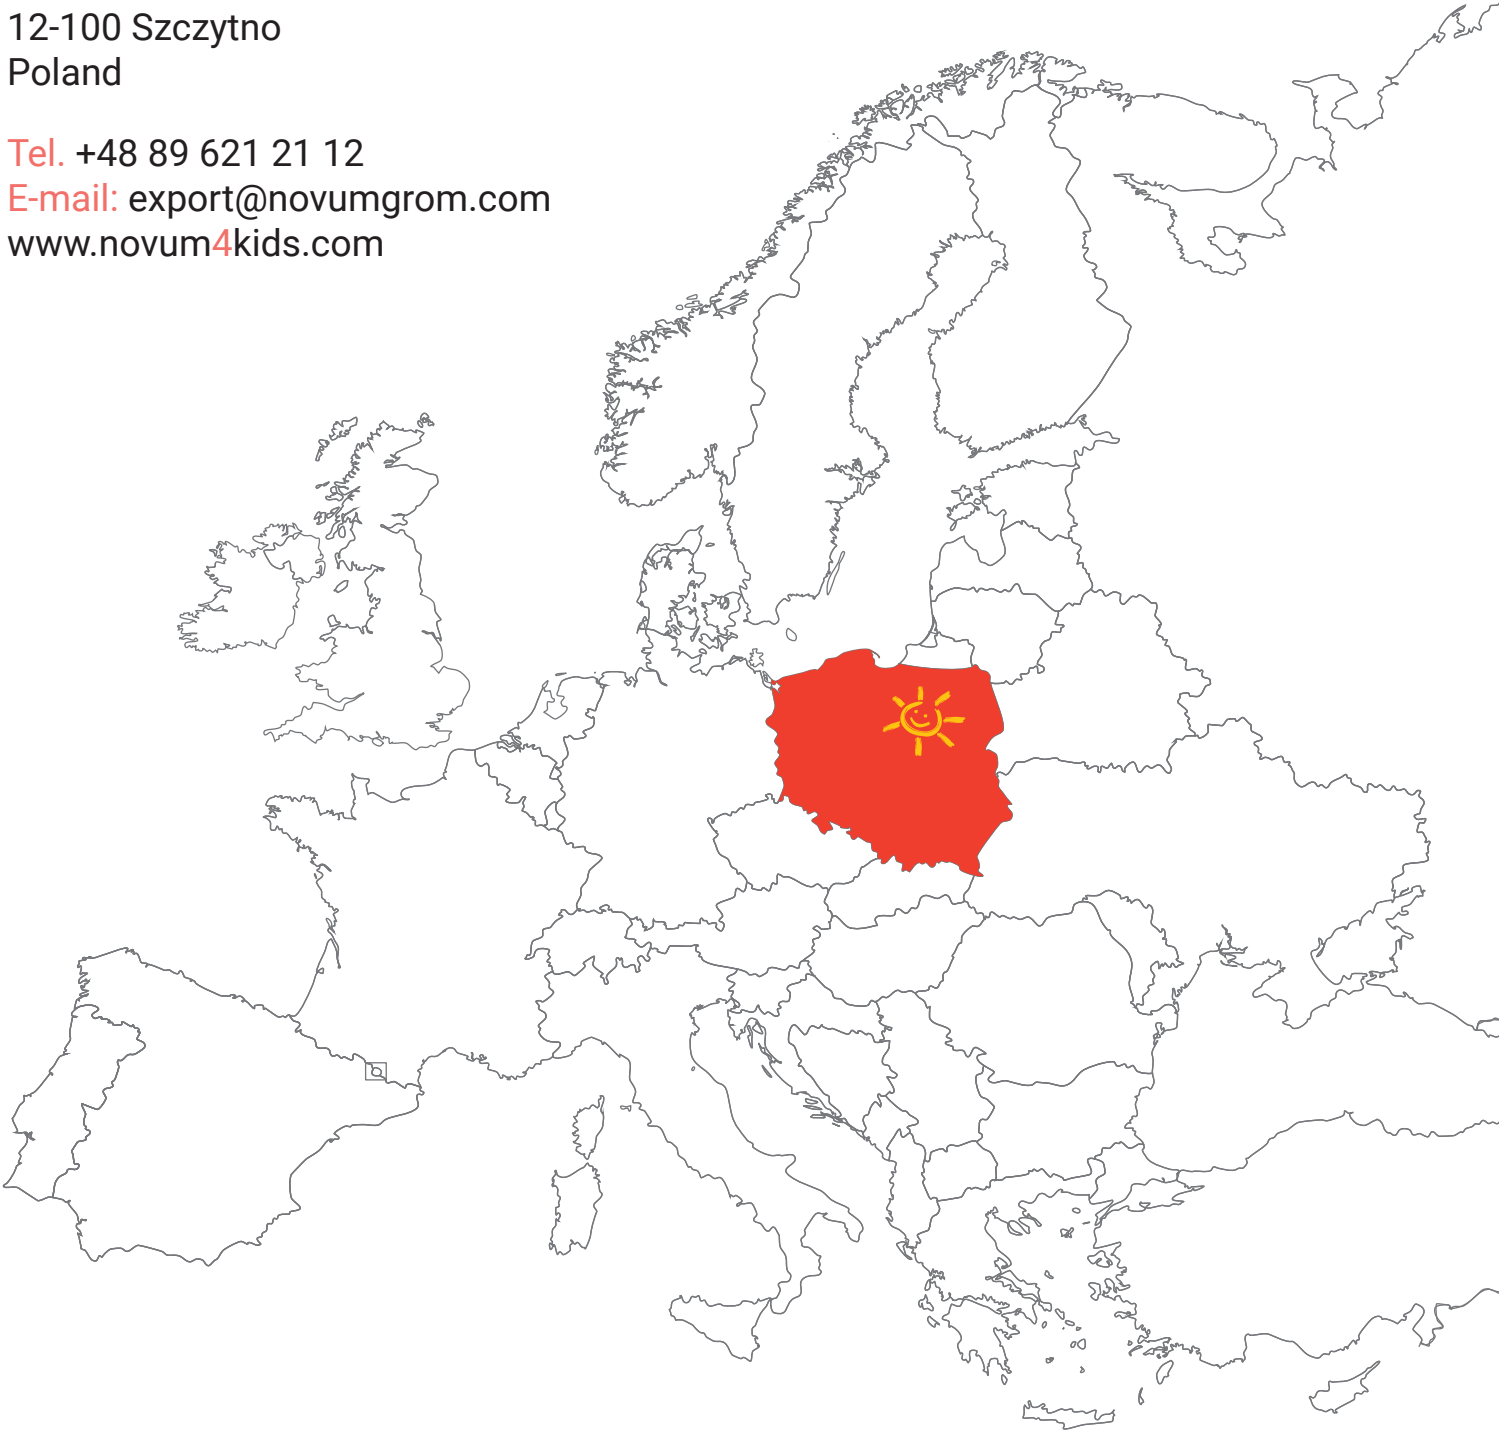 12-100 Szczytno
Poland
Tel. +48 89 621 21 12
E-mail: export@novumgrom.com
www.novum4kids.com